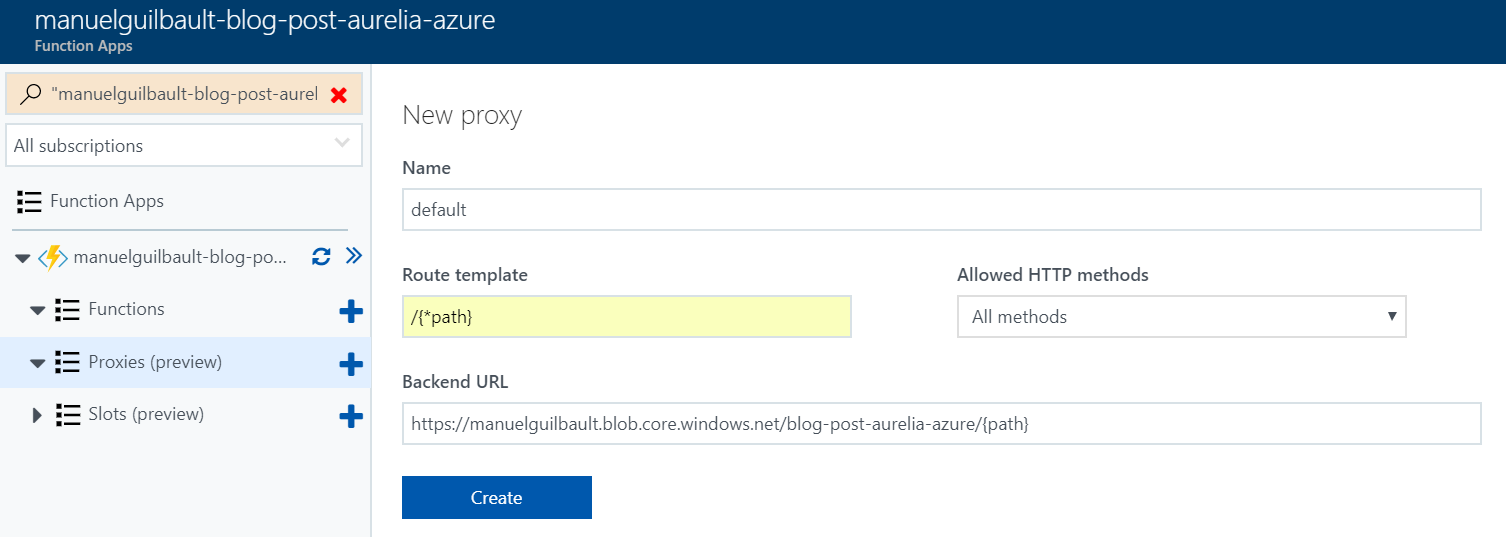 manuelguilbault-blog-post-aurelia-azure
Function Apps
"manuelguilbault-blog-post-aurel
All subscriptions
Function Apps
manuelguilbault-blog-po...
Functions
Proxies (preview)
Slots (preview)
New proxy
Name
default
Route template
Allowed HTTP methods
/{*path}
All methods
Backend URL
https://manuelguilbault.blob.core.windows.net/blog-post-aurelia-azure/{path}
Create